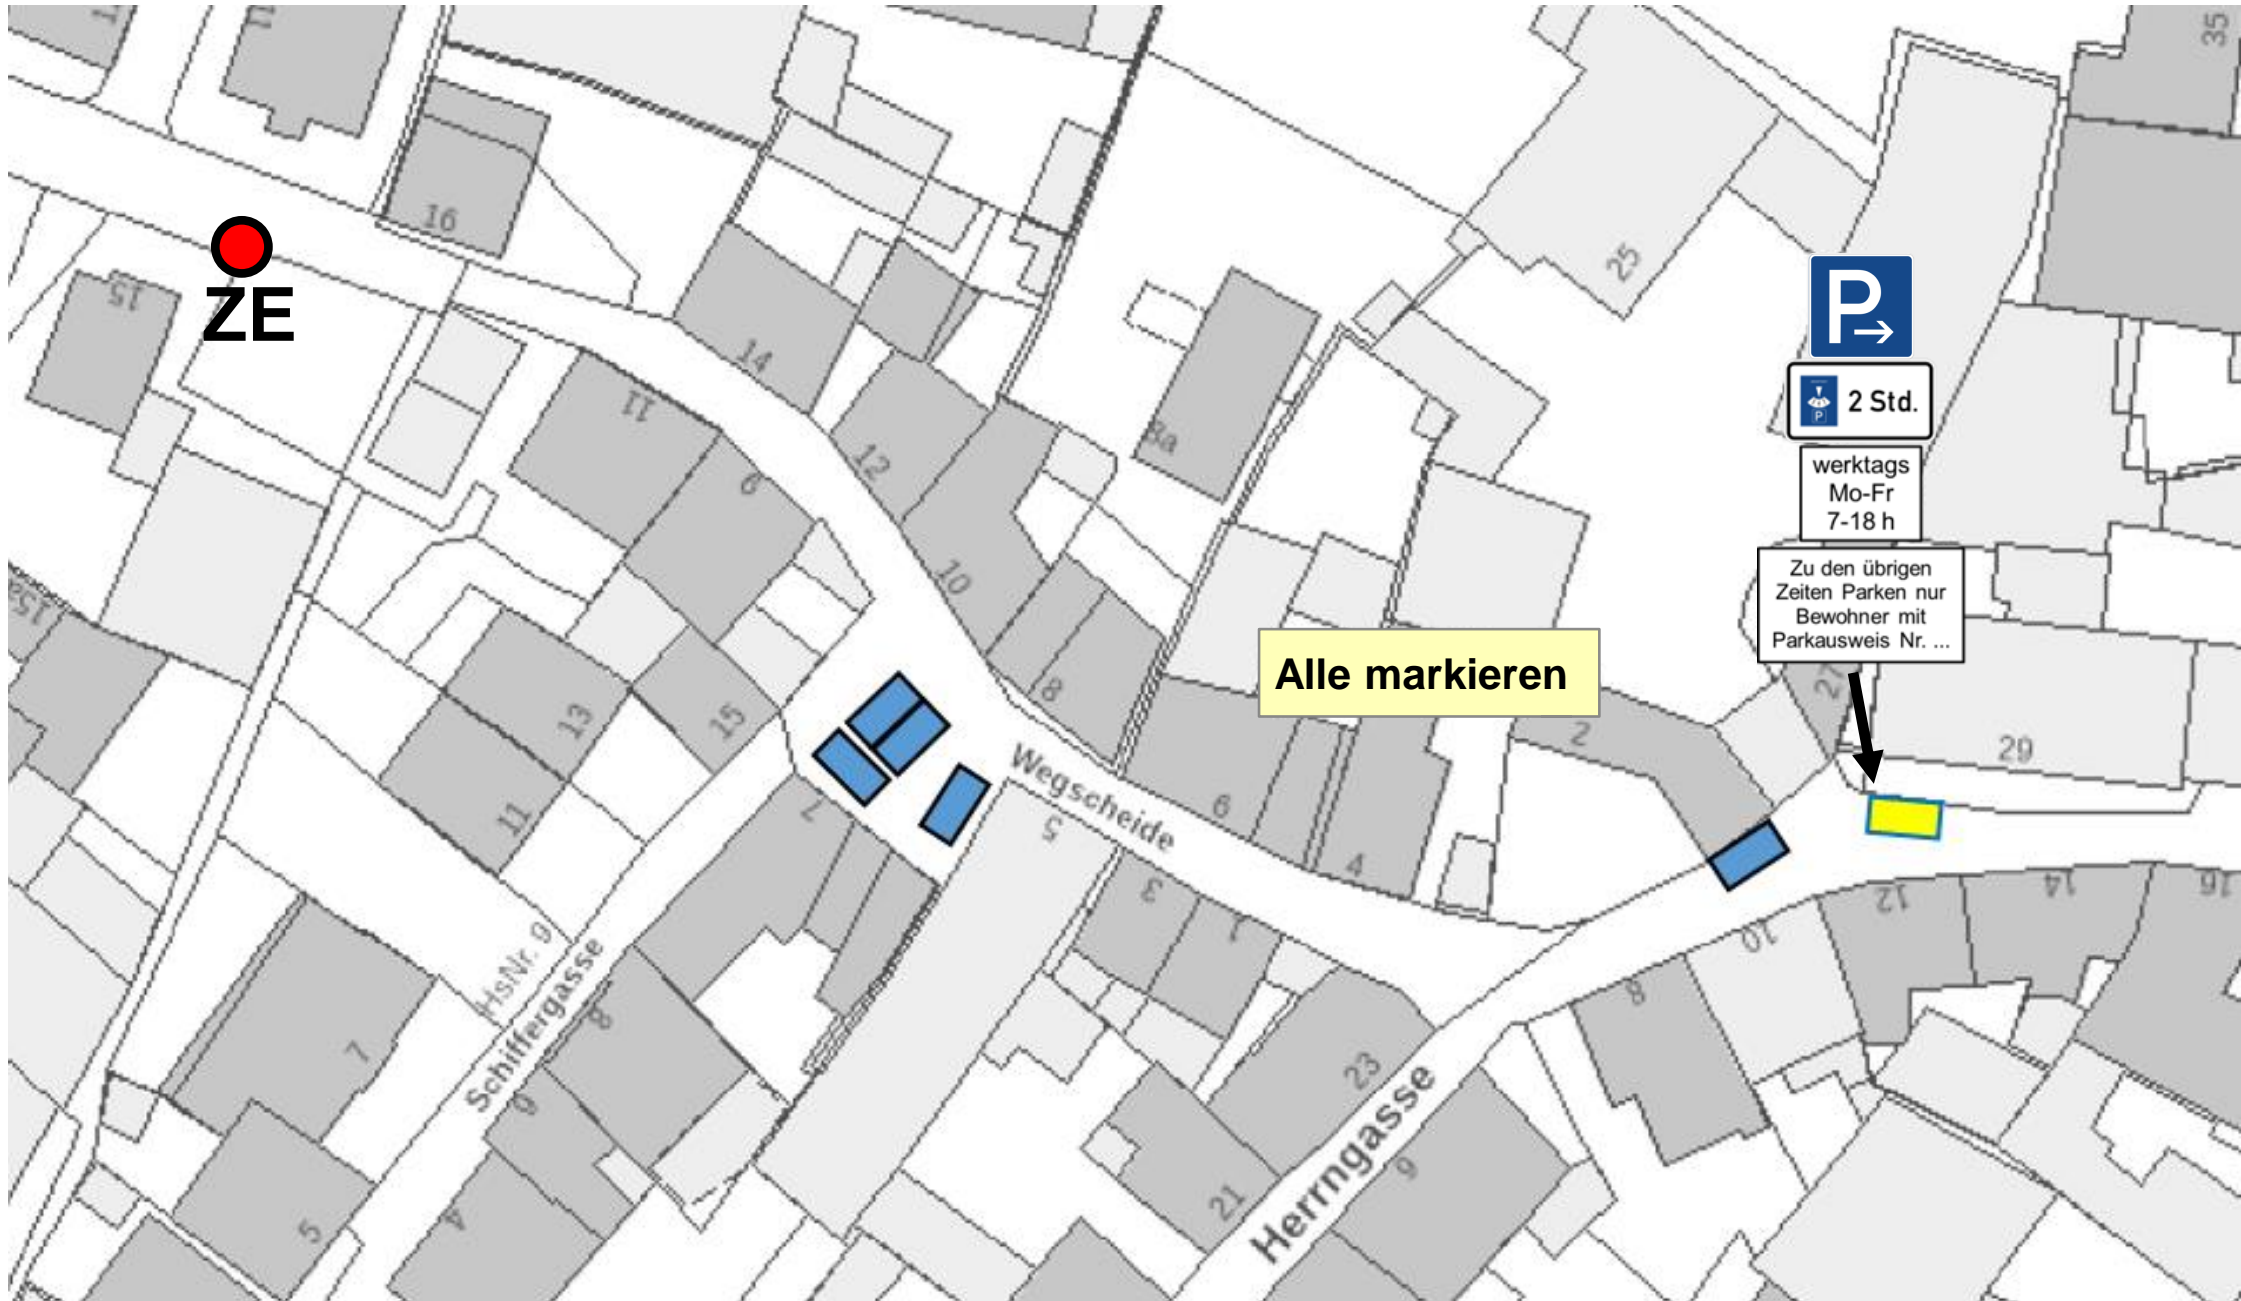 11
35
16
ZE
15
25
P
2 Std.
P
14
11
8a
12
9
werktags
Mo-Fr
7-18 h
10
Zu den übrigen
Zeiten Parken nur
Bewohner mit
Parkausweis Nr. ...
15a
Alle markieren
8
27
13
15
2
29
Wegscheide
11
7
5
6
4
3
1
12
14
16
10
HsNr. 9
Schiffergasse
8
8
7
23
6
Herrngasse
9
21
4
5